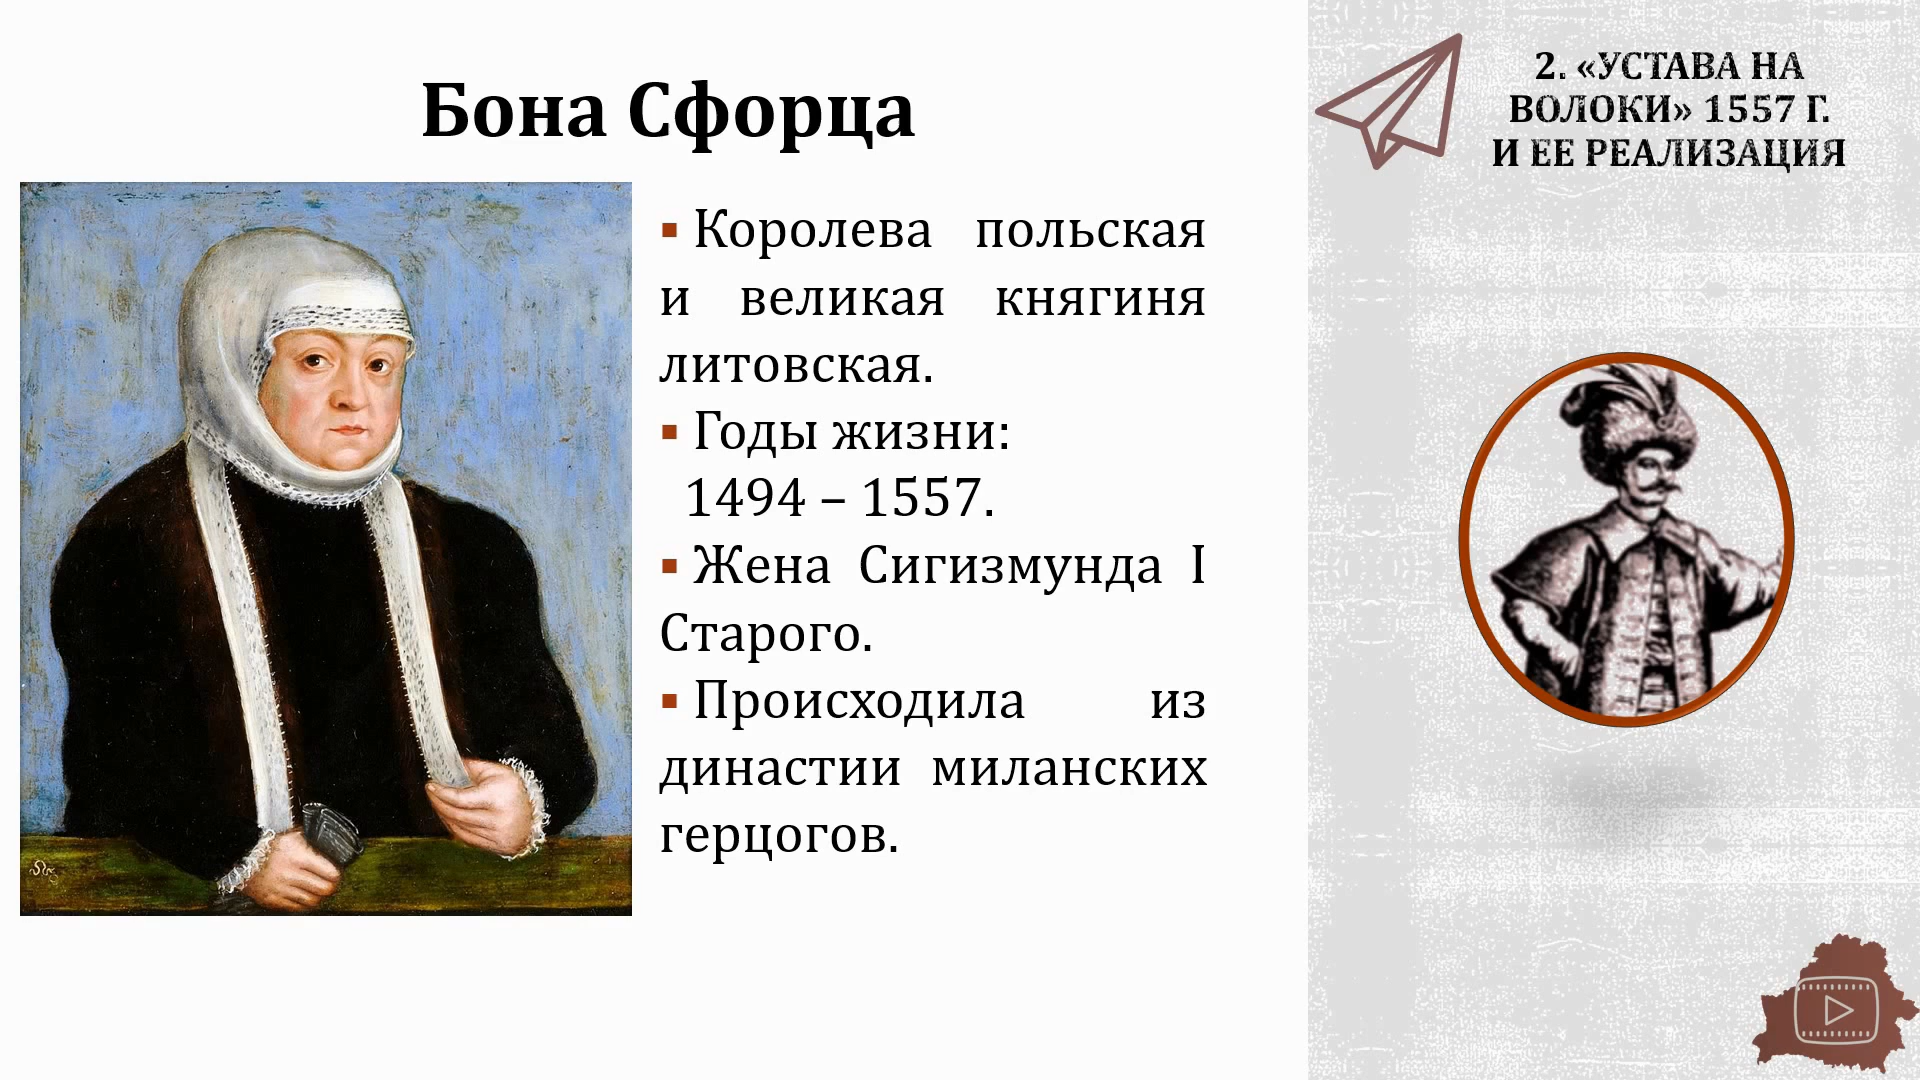 Бона Сфорца
▪ Королева польская
и великая княгиня
литовская.
▪ Годы жизни:
1494 – 1557.
▪ Жена Сигизмунда I
Старого.
▪ Происходила из
династии миланских
герцогов.
2. «УСТАВА НА
ВОЛОКИ» 1557 Г.
И ЕЕ РЕАЛИЗАЦИЯ